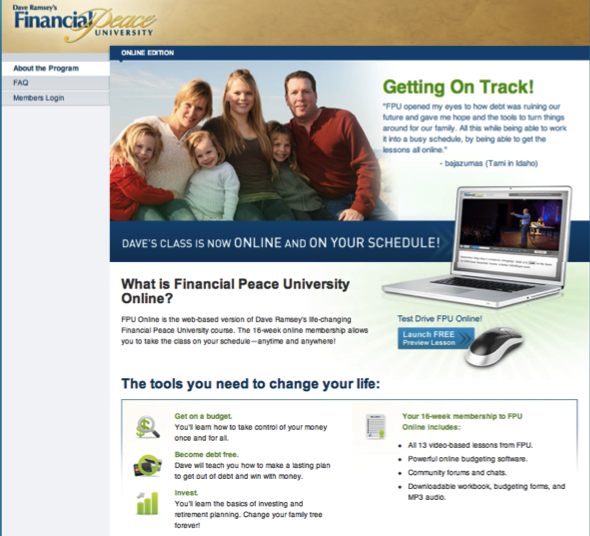 Dave Ramsey's
Financial Peace
UNIVERSITY
ONLINE EDITION
About the Program
FAQ
Members Login
Getting On Track!
"FPU opened my eyes to how debt was ruining our
future and gave me hope and the tools to turn things
around for our family. All this while being able to work
it into a busy schedule, by being able to get the
lessons all online."
- bajazumas (Tami in Idaho)
DAVE'S CLASS IS NOW ONLINE AND ON YOUR SCHEDULE!
What is Financial Peace University
Online?
FPU Online is the web-based version of Dave Ramsey's life-changing
Financial Peace University course. The 16-week online membership allows
you to take the class on your schedule—anytime and anywhere!
Test Drive FPU Online!
Launch FREE
Preview Lesson
The tools you need to change your life:
Get on a budget.
You'll learn how to take control of your money
once and for all.
Become debt free.
Dave will teach you how to make a lasting plan
to get out of debt and win with money.
Invest.
You'll learn the basics of investing and
retirement planning. Change your family tree
forever!
Your 16-week membership to FPU
Online includes:
• All 13 video-based lessons from FPU.
• Powerful online budgeting software.
• Community forums and chats.
• Downloadable workbook, budgeting forms, and
MP3 audio.